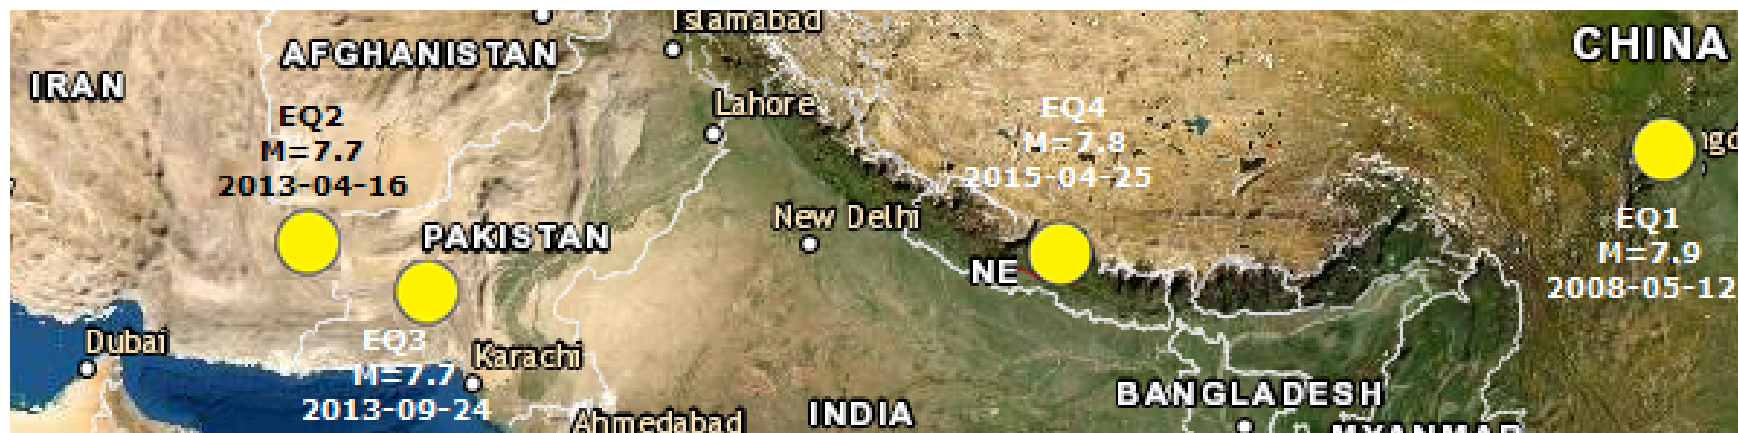 Islamabad
AFGHANISTAN
CHINA
IRAN
Lahore
EQ2
M=7.7
2013-04-16
EQ4
M=7.8
2015-04-25
New Delhi
PAKISTAN
NE
EQ1
M=7.9
2008-05-12
Dubai
EQ3
M=7.7
2013-09-24
Karachi
BANGLADESH
Ahmedabad
INDIA
MYANMAR